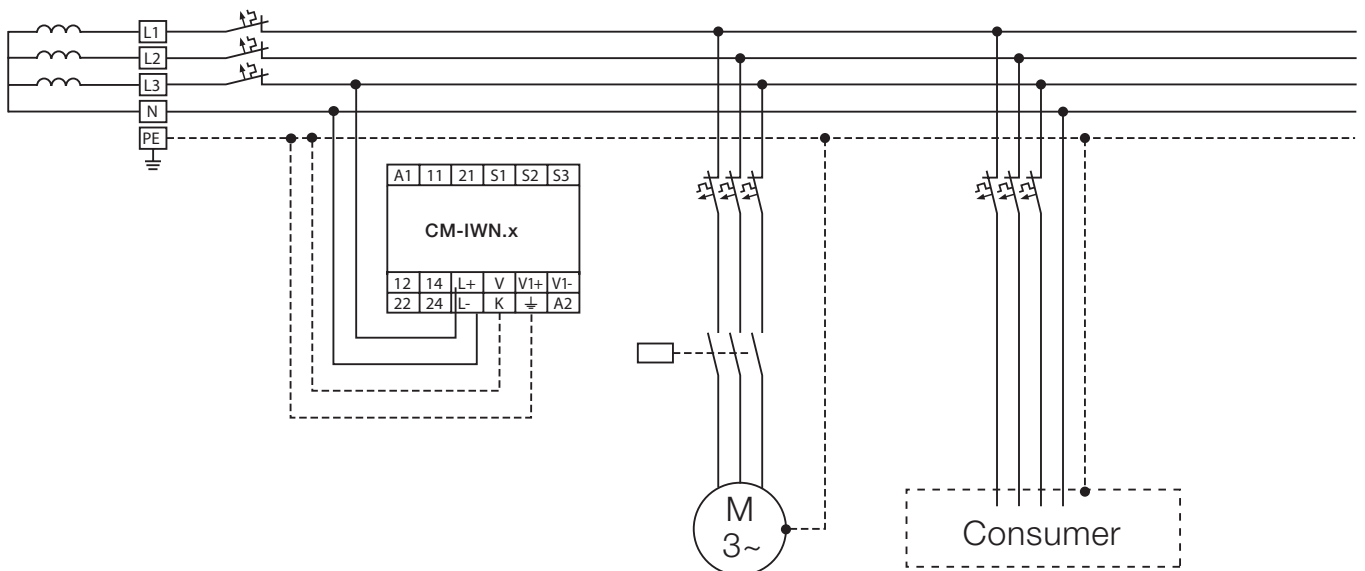 L1
L2
L3
N
PE
A1 11 21 S1 S2 S3
CM-IWN.x
12 14 L+ V V1+ V1-
22 24 L- K ⏚ A2
M
3~
Consumer